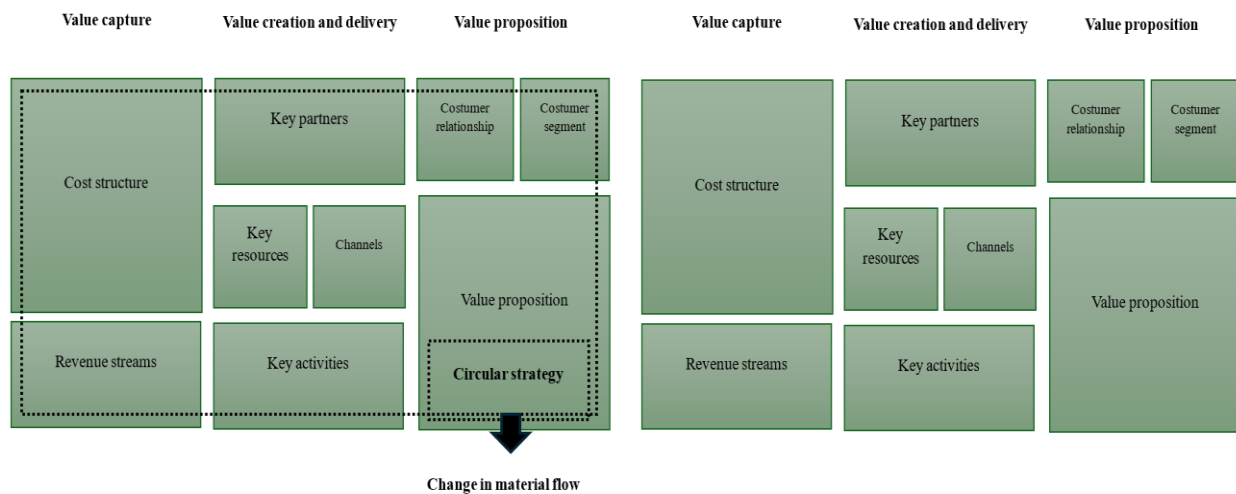 Value capture
Value creation and delivery
Value proposition
Cost structure
Revenue streams
Key partners
Key
resources
Channels
Key activities
Costumer
relationship
Costumer
segment
Value proposition
Circular strategy
Change in material flow
Value capture
Value creation and delivery
Value proposition
Cost structure
Revenue streams
Key partners
Key
resources
Channels
Key activities
Costumer
relationship
Costumer
segment
Value proposition